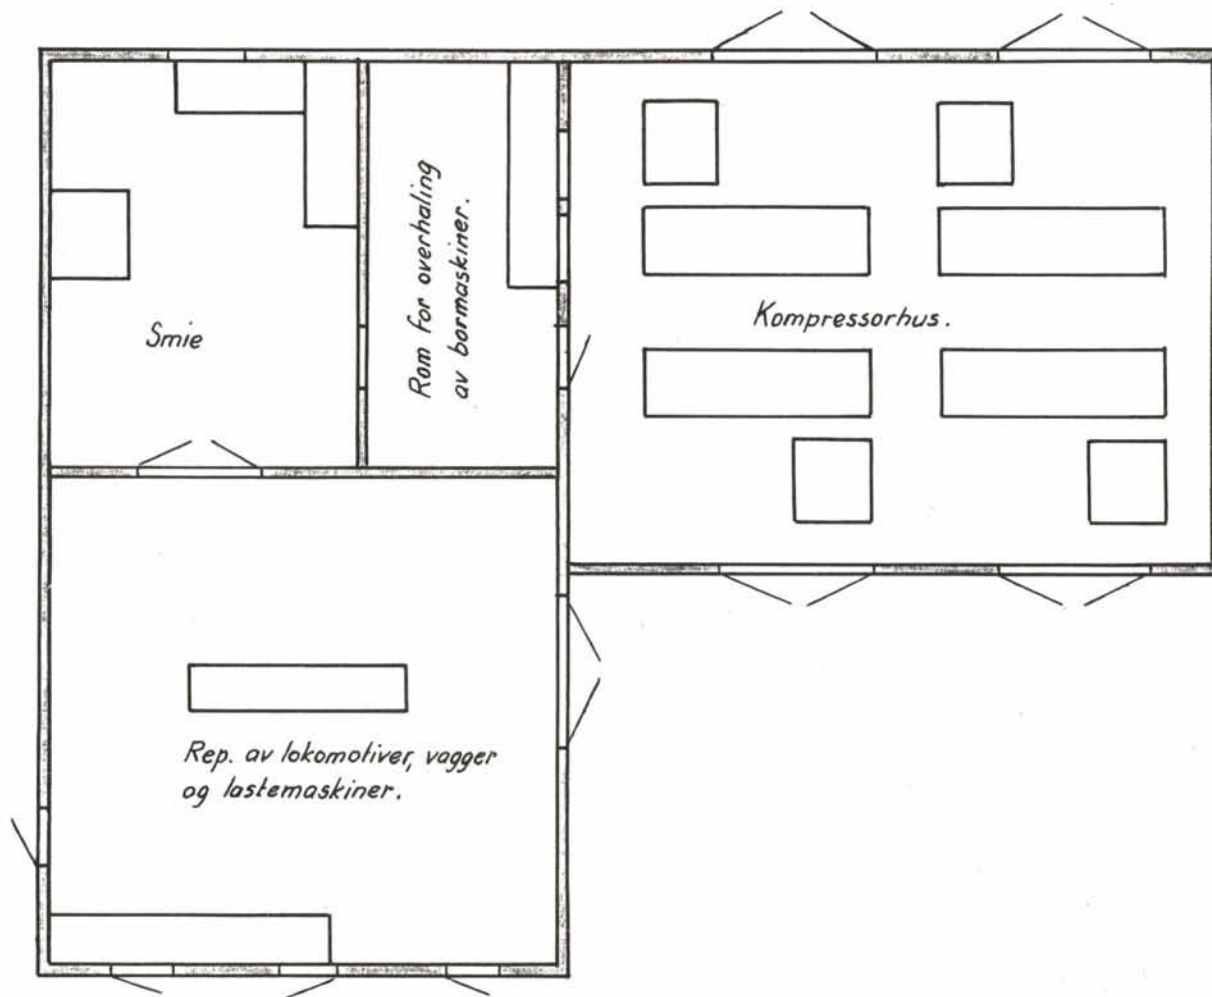 Smie
Rom for overhaling
av bormaskiner.
Kompressorhus.
Rep. av lokomotiver, vagger
og lastemaskiner.